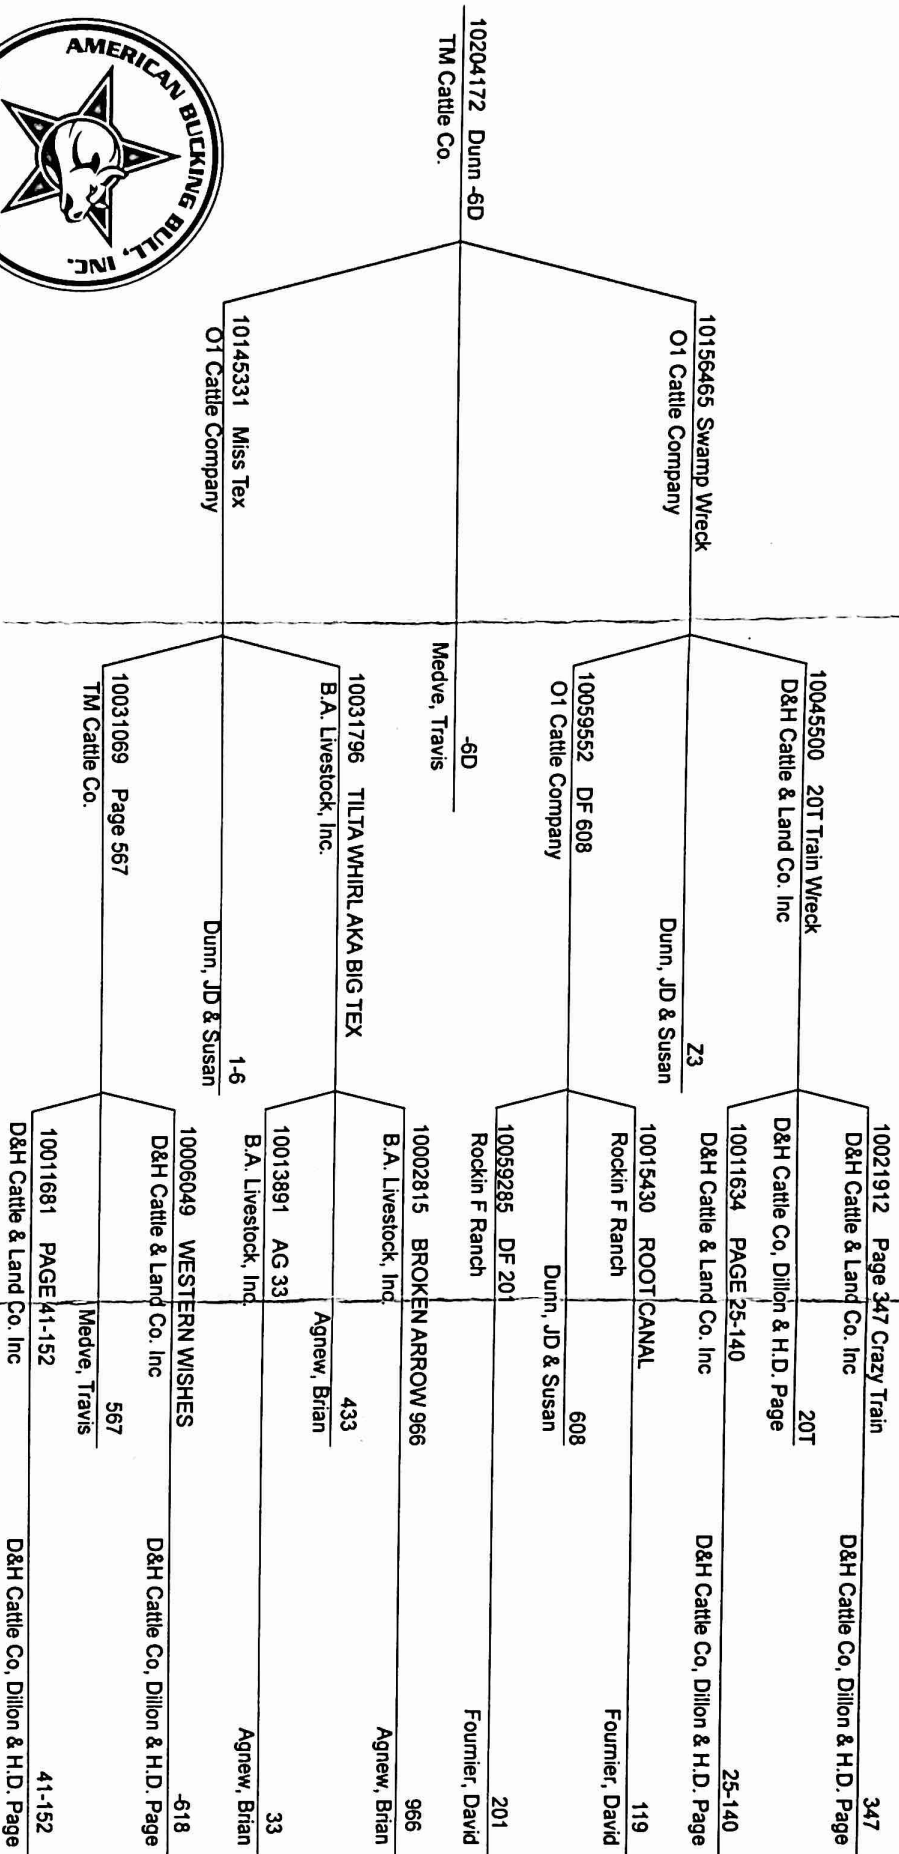 AMERICAN BUCKING BULL, INC.
10204172 Dunn -6D
TM Cattle Co.
10156465 Swamp Wreck
O1 Cattle Company
-6D
Medve, Travis
10145331 Miss Tex
O1 Cattle Company
10045500 20T Train Wreck
D&H Cattle & Land Co. Inc
Z3
Dunn, JD & Susan
10059552 DF 608
O1 Cattle Company
10031796 TILTA WHIRL AKA BIG TEX
B.A. Livestock, Inc.
1-6
Dunn, JD & Susan
10031069 Page 567
TM Cattle Co.
10021912 Page 347 Crazy Train
D&H Cattle & Land Co. Inc
347
D&H Cattle Co, Dillon & H.D. Page
20T
D&H Cattle Co, Dillon & H.D. Page
10011634 PAGE 25-140
D&H Cattle & Land Co. Inc
25-140
D&H Cattle Co, Dillon & H.D. Page
10015430 ROOT CANAL
Rockin F Ranch
119
Fournier, David
608
Dunn, JD & Susan
10059285 DF 201
Rockin F Ranch
201
Fournier, David
10002815 BROKEN ARROW 966
B.A. Livestock, Inc.
966
Agnew, Brian
433
Agnew, Brian
10013891 AG 33
B.A. Livestock, Inc.
33
Agnew, Brian
10006049 WESTERN WISHES
D&H Cattle & Land Co. Inc
-618
D&H Cattle Co, Dillon & H.D. Page
567
Medve, Travis
10011681 PAGE 41-152
D&H Cattle & Land Co. Inc
41-152
D&H Cattle Co, Dillon & H.D. Page